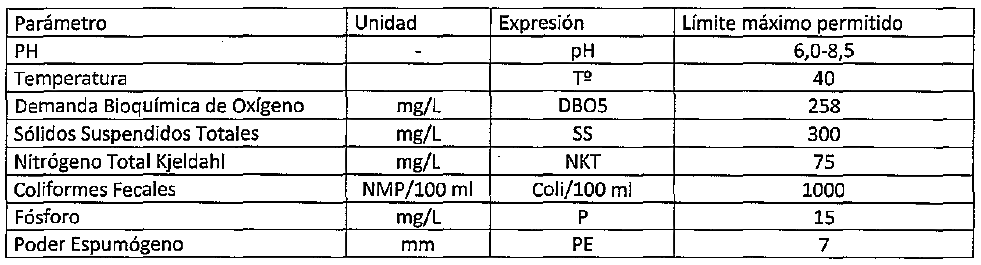 Parámetro Unidad Expresión Límite máximo permitido
PH - pH 6,0-8,5
Temperatura Tº 40
Demanda Bioquímica de Oxígeno mg/L DBO5 258
Sólidos Suspendidos Totales mg/L SS 300
Nitrógeno Total Kjeldahl mg/L NKT 75
Coliformes Fecales NMP/100 ml Coli/100 ml 1000
Fósforo mg/L P 15
Poder Espumógeno mm PE 7